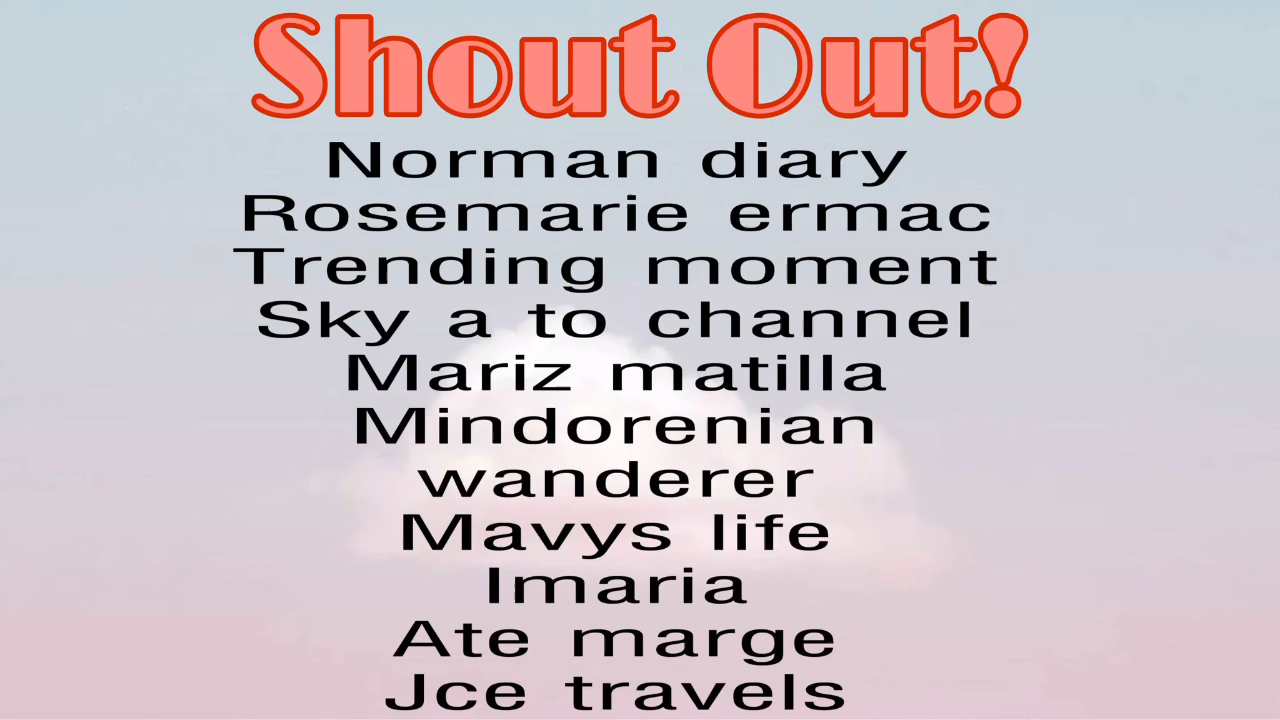 Shout Out!
Norman diary
Rosemarie ermac
Trending moment
Sky a to channel
Mariz matilla
Mindorenian
wanderer
Mavys life
Imaria
Ate marge
Jce travels